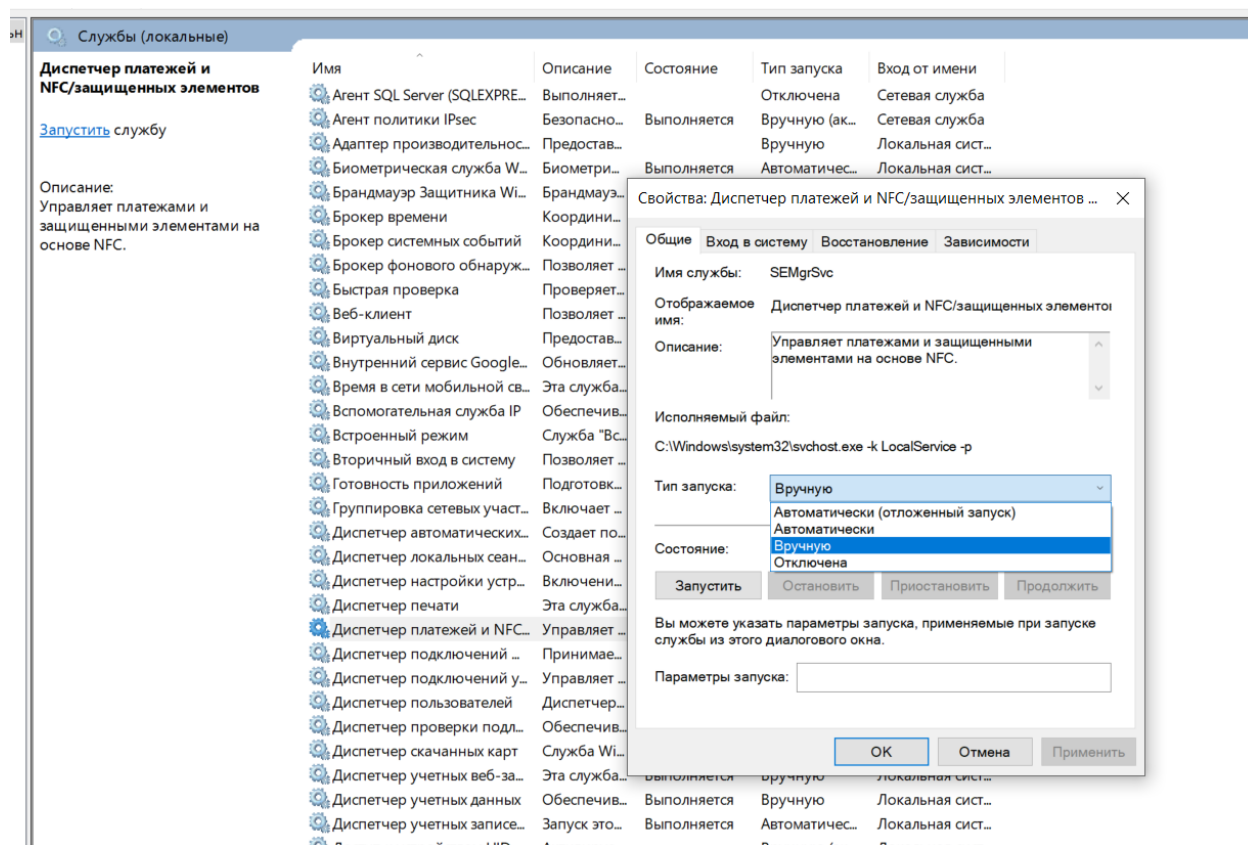 ьн
Службы (локальные)
Диспетчер платежей и
NFC/защищенных элементов
Запустить службу
Описание:
Управляет платежами и
защищенными элементами на
основе NFC.
Имя Описание Состояние Тип запуска Вход от имени
Агент SQL Server (SQLEXPRE... Выполняет... Отключена Сетевая служба
Агент политики IPsec Безопасно... Выполняется Вручную (ак... Сетевая служба
Адаптер производительнос... Предостав... Вручную Локальная сист...
Биометрическая служба W... Биометри... Выполняется Автоматичес... Локальная сист...
Брандмауэр Защитника Wi... Брандмауэ...
Брокер времени Координи...
Брокер системных событий Координи...
Брокер фонового обнаруж... Позволяет ...
Быстрая проверка Проверяет...
Веб-клиент Позволяет ...
Виртуальный диск Предостав...
Внутренний сервис Google... Обновляет...
Время в сети мобильной св... Эта служба...
Вспомогательная служба IP Обеспечив...
Встроенный режим Служба "Вс...
Вторичный вход в систему Позволяет ...
Готовность приложений Подготовк...
Группировка сетевых участ... Включает ...
Диспетчер автоматических... Создает по...
Диспетчер локальных сеан... Основная ...
Диспетчер настройки устр... Включени...
Диспетчер печати Эта служба...
Диспетчер платежей и NFC... Управляет ...
Диспетчер подключений ... Принимае...
Диспетчер подключений у... Управляет ...
Диспетчер пользователей Диспетчер...
Диспетчер проверки подл... Обеспечив...
Диспетчер скачанных карт Служба Wi...
Диспетчер учетных веб-за... Эта служба... Выполняется Вручную Локальная сист...
Диспетчер учетных данных Обеспечив... Выполняется Вручную Локальная сист...
Диспетчер учетных записе... Запуск это... Выполняется Автоматичес... Локальная сист...
Свойства: Диспетчер платежей и NFC/защищенных элементов ...
Общие Вход в систему Восстановление Зависимости
Имя службы: SEMgrSvc
Отображаемое
имя:
Диспетчер платежей и NFC/защищенных элементов
Описание:
Управляет платежами и защищенными
элементами на основе NFC.
Исполняемый файл:
C:\Windows\system32\svchost.exe -k LocalService -p
Тип запуска: Вручную
Автоматически (отложенный запуск)
Автоматически
Вручную
Отключена
Состояние:
Запустить Остановить Приостановить Продолжить
Вы можете указать параметры запуска, применяемые при запуске
службы из этого диалогового окна.
Параметры запуска:
OK Отмена Применить